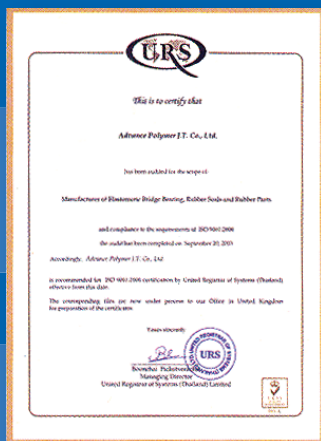 URS
This is to certify that
Advance Polymer J.T. Co., Ltd.
has been audited for the scope of
Manufacturer of Elastomeric Bridge Bearing, Rubber Seals and Rubber Parts
and compliance to the requirements of ISO 9001:2000
the audit has been completed on September 20, 2003
Accordingly, Advance Polymer J.T. Co., Ltd
is recommended for ISO 9001:2000 certification by United Registrar of Systems (Thailand)
effective from this date.
The corresponding files are now under process to our Office in United Kingdom
for preparation of the certificates.
Yours sincerely
URS
Managing Director
United Registrar of Systems (Thailand) Limited